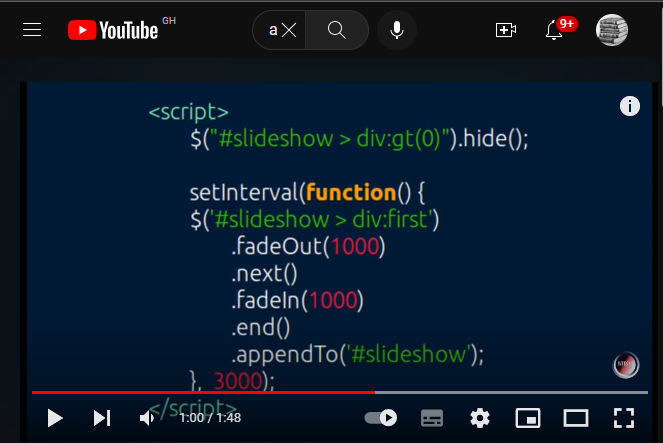 YouTube GH
a
9+
<script>
$("#slideshow > div:gt(0)").hide();
setInterval(function() {
$('#slideshow > div:first')
.fadeOut(1000)
.next()
.fadeIn(1000)
.end()
.appendTo('#slideshow');
}, 3000);
</script>
1:00 / 1:48